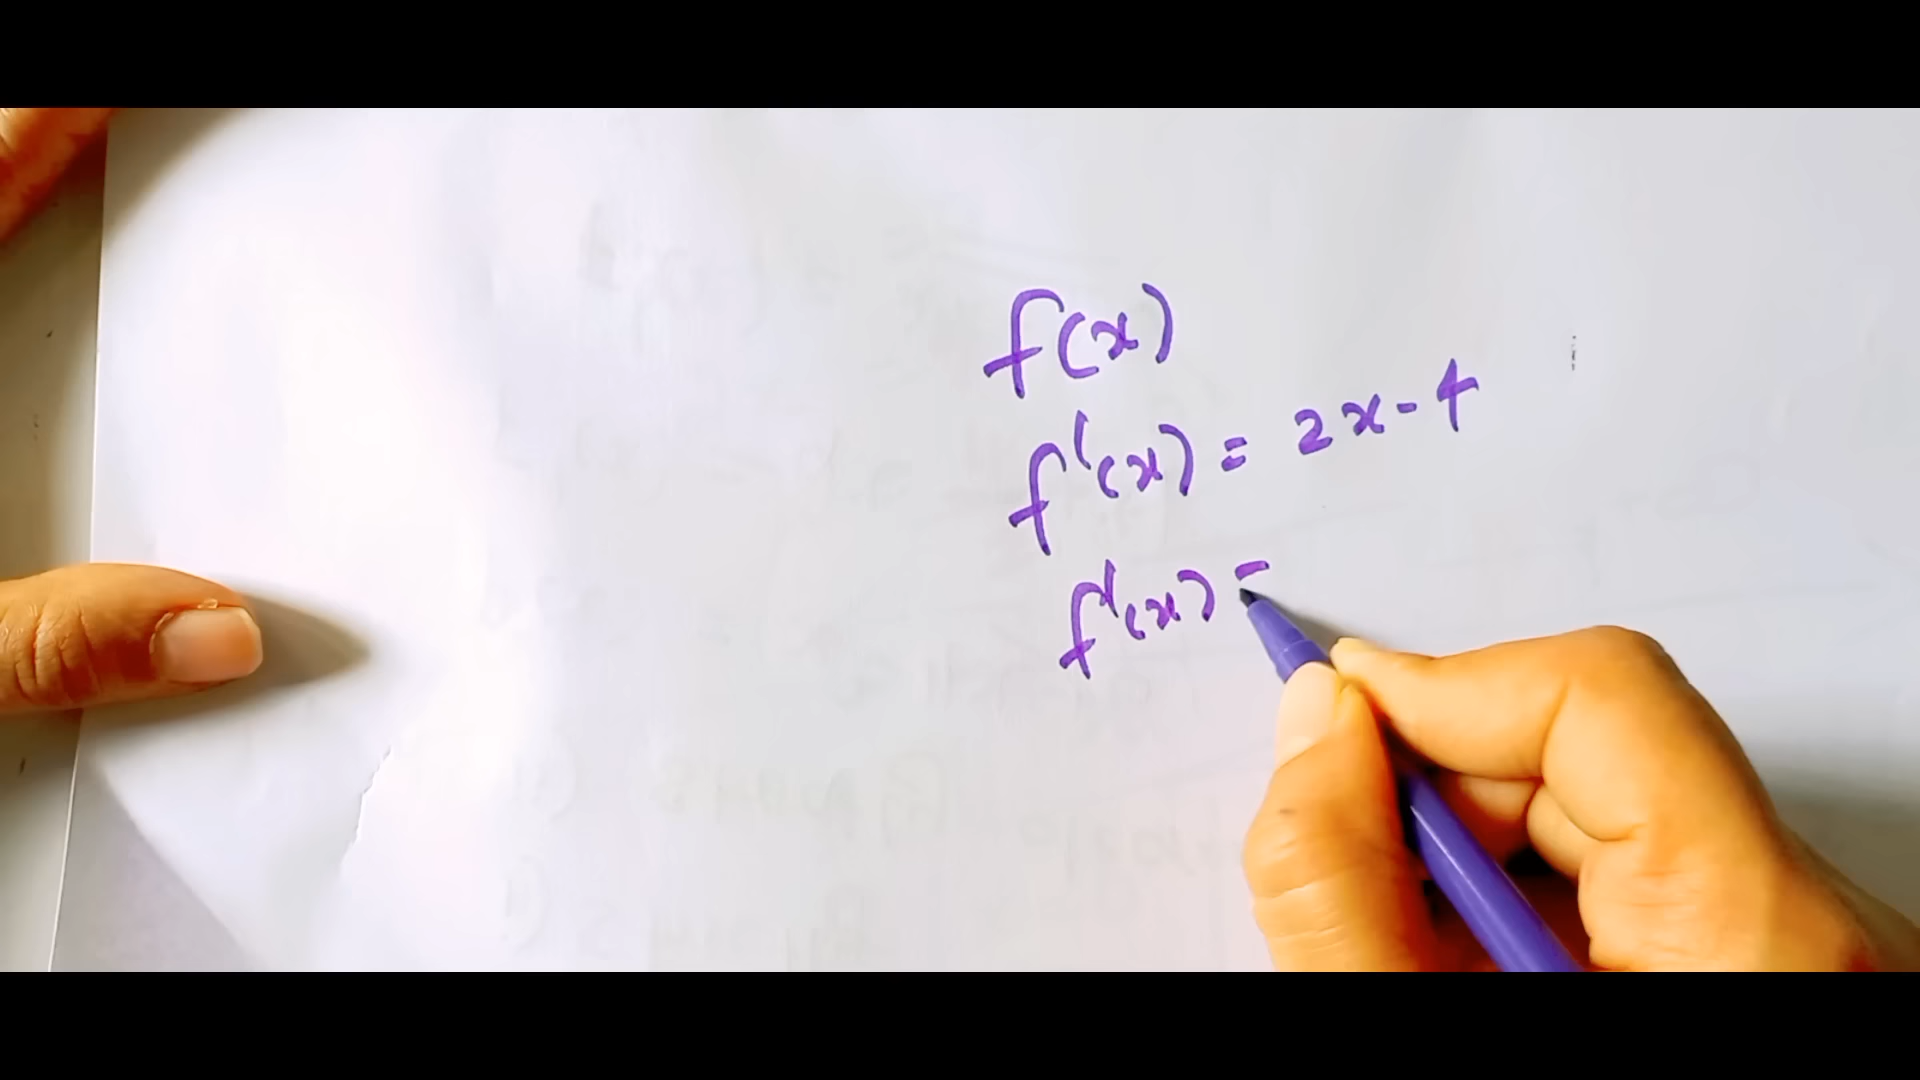 f(x)
f'(x) = 2x-4
f'(x) =